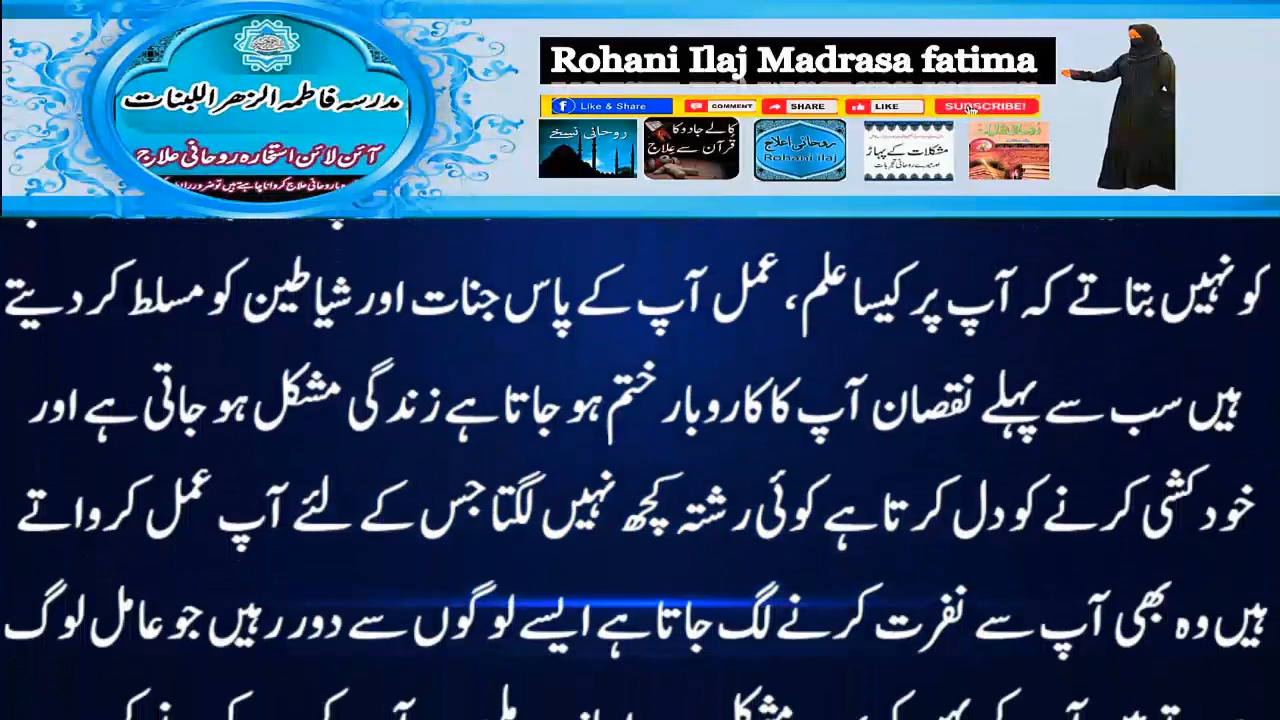 مدرسہ فاطمہ الزھرا للبنات
آئن لائن استخارہ روحانی علاج
Rohani Ilaj Madrasa fatima
Like & Share
COMMENT
SHARE
LIKE
SUBSCRIBE!
روحانی نسخے
کالے جادو کا
قرآن سے علاج
روحانی علاج
Rohani Ilaj
مشکلات کے پہاڑ
کو نہیں بتاتے کہ آپ پر کیسا علم، عمل آپ کے پاس جنات اور شیاطین کو مسلط کر دیتے
ہیں سب سے پہلے نقصان آپ کا کاروبار ختم ہو جاتا ہے زندگی مشکل ہو جاتی ہے اور
خودکشی کرنے کو دل کرتا ہے کوئی رشتہ کچھ نہیں لگتا جس کے لئے آپ عمل کرواتے
ہیں وہ بھی آپ سے نفرت کرنے لگ جاتا ہے ایسے لوگوں سے دور رہیں جو عامل لوگ